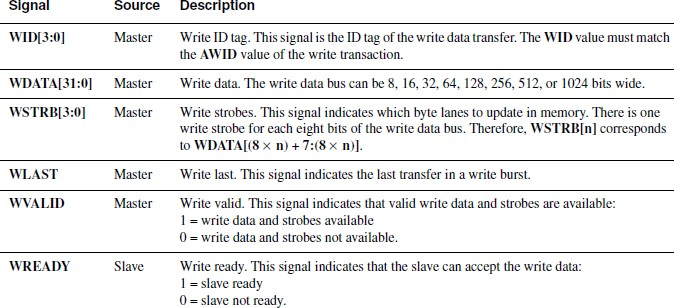 Signal Source Description
WID[3:0] Master Write ID tag. This signal is the ID tag of the write data transfer. The WID value must match
the AWID value of the write transaction.
WDATA[31:0] Master Write data. The write data bus can be 8, 16, 32, 64, 128, 256, 512, or 1024 bits wide.
WSTRB[3:0] Master Write strobes. This signal indicates which byte lanes to update in memory. There is one
write strobe for each eight bits of the write data bus. Therefore, WSTRB[n] corresponds
to WDATA[(8 × n) + 7:(8 × n)].
WLAST Master Write last. This signal indicates the last transfer in a write burst.
WVALID Master Write valid. This signal indicates that valid write data and strobes are available:
1 = write data and strobes available
0 = write data and strobes not available.
WREADY Slave Write ready. This signal indicates that the slave can accept the write data:
1 = slave ready
0 = slave not ready.